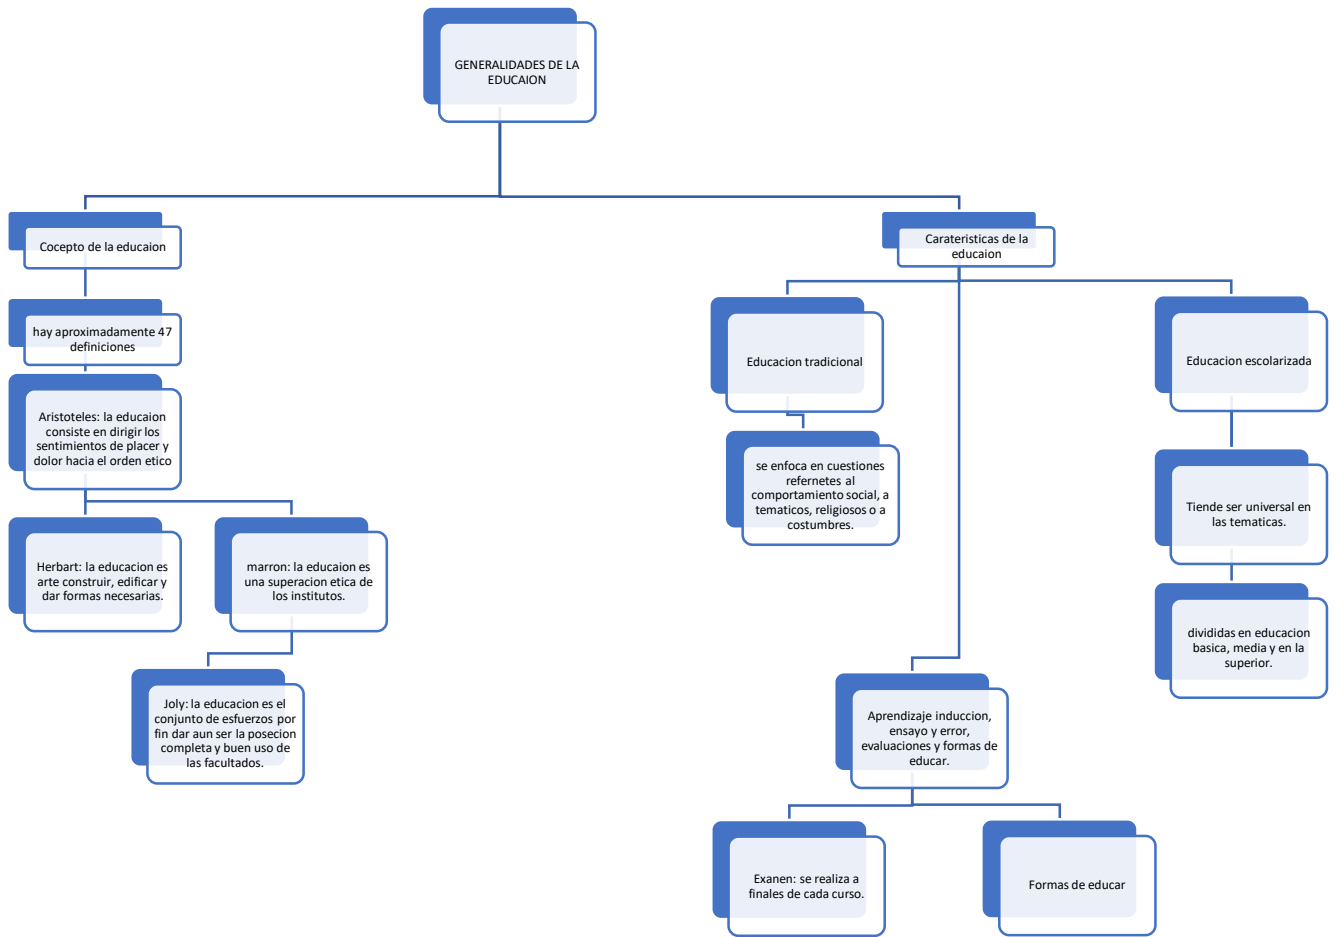 GENERALIDADES DE LA
EDUCAION
Cocepto de la educaion
hay aproximadamente 47
definiciones
Aristoteles: la educaion
consiste en dirigir los
sentimientos de placer y
dolor hacia el orden etico
Herbart: la educacion es
arte construir, edificar y
dar formas necesarias.
marron: la educaion es
una superacion etica de
los institutos.
Joly: la educacion es el
conjunto de esfuerzos por
fin dar aun ser la posecion
completa y buen uso de
las facultados.
Carateristicas de la
educaion
Educacion tradicional
se enfoca en cuestiones
refernetes al
comportamiento social, a
tematicos, religiosos o a
costumbres.
Aprendizaje induccion,
ensayo y error,
evaluaciones y formas de
educar.
Exanen: se realiza a
finales de cada curso.
Formas de educar
Educacion escolarizada
Tiende ser universal en
las tematicas.
divididas en educacion
basica, media y en la
superior.